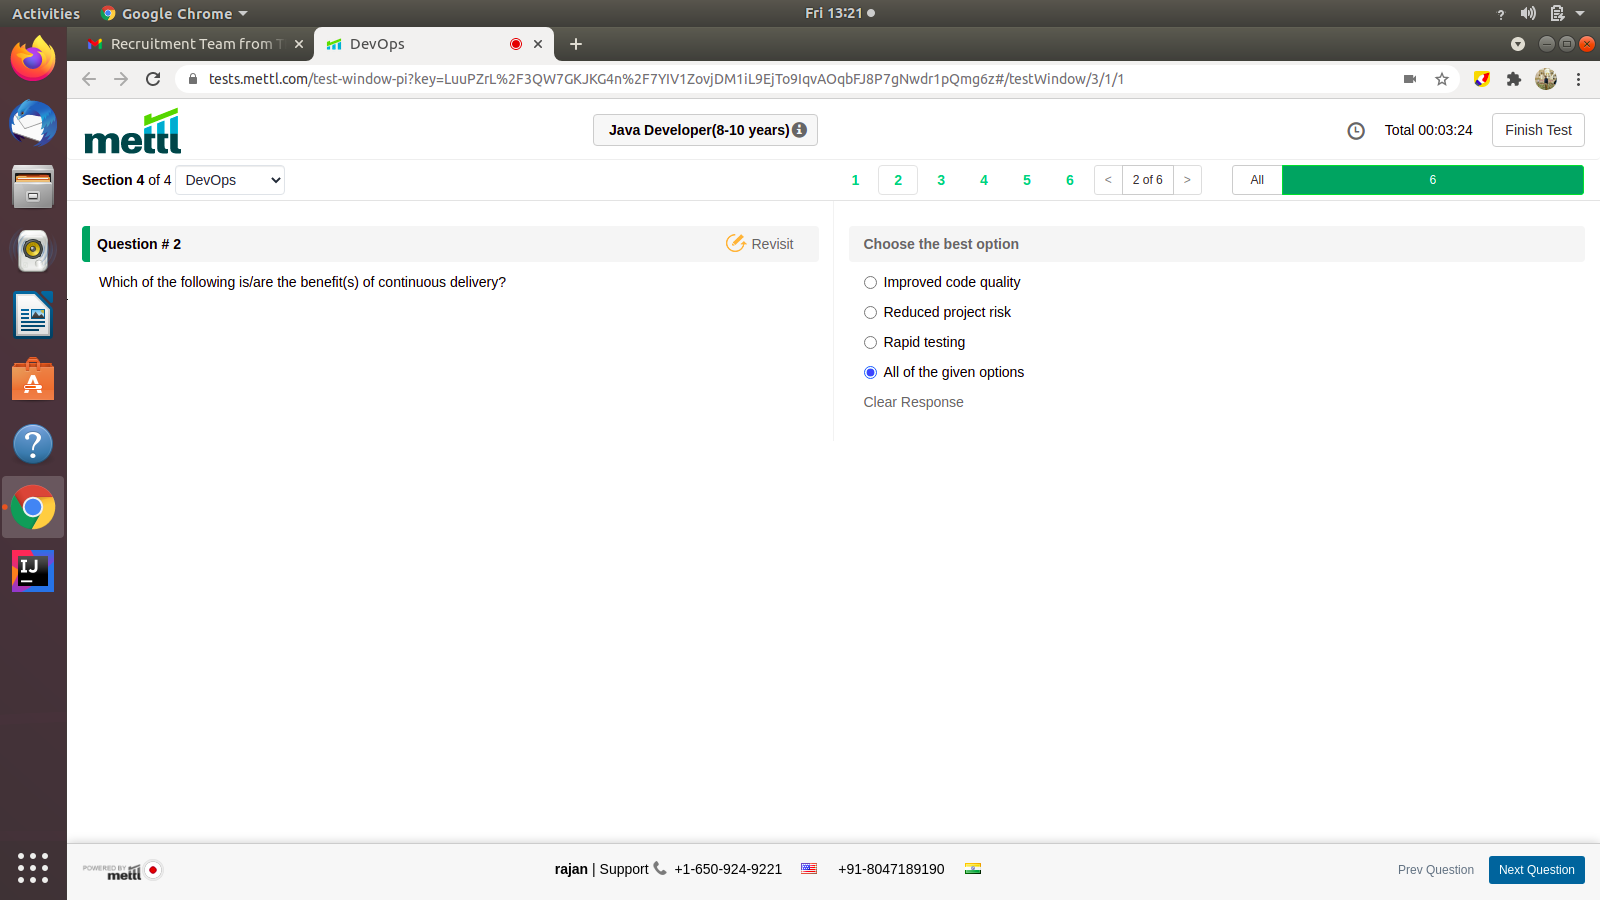 Activities
Google Chrome
Fri 13:21
?
Recruitment Team from T
DevOps
tests.mettl.com/test-window-pi?key=LuuPZrL%2F3QW7GKJKG4n%2F7YIV1ZovjDM1iL9EjTo9IqvAOqbFJ8P7gNwdr1pQmg6z#/testWindow/3/1/1
mettl
Java Developer(8-10 years)
Total 00:03:24
Finish Test
Section 4 of 4
DevOps
1
2
3
4
5
6
<
2 of 6
>
All
6
Question # 2
Revisit
Choose the best option
Which of the following is/are the benefit(s) of continuous delivery?
Improved code quality
Reduced project risk
Rapid testing
All of the given options
Clear Response
IJ
POWERED BY
mettl
rajan | Support
+1-650-924-9221
+91-8047189190
Prev Question
Next Question